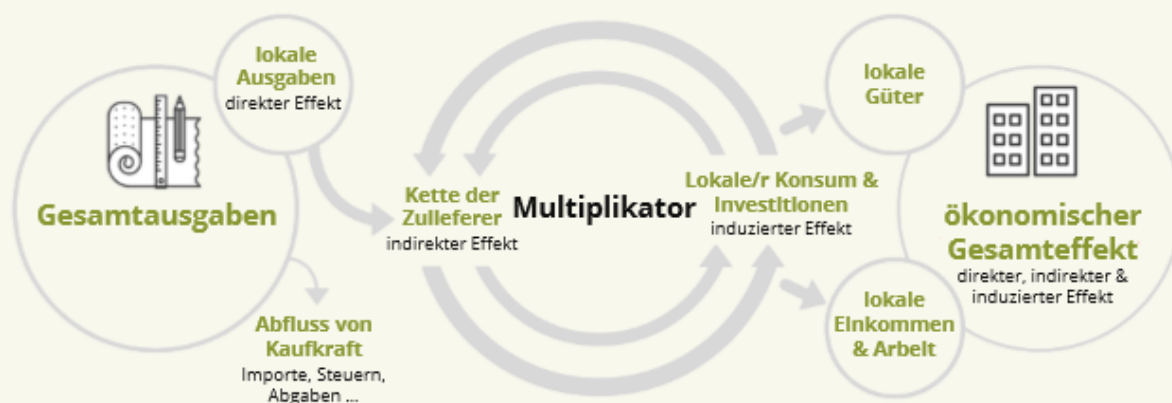 lokale
Ausgaben
direkter Effekt
Gesamtausgaben
Abfluss von
Kaufkraft
Importe, Steuern,
Abgaben ...
Kette der
Zulieferer
indirekter Effekt
Multiplikator
Lokale/r Konsum &
Investitionen
induzierter Effekt
lokale
Güter
ökonomischer
Gesamteffekt
direkter, indirekter &
induzierter Effekt
lokale
Einkommen
& Arbeit